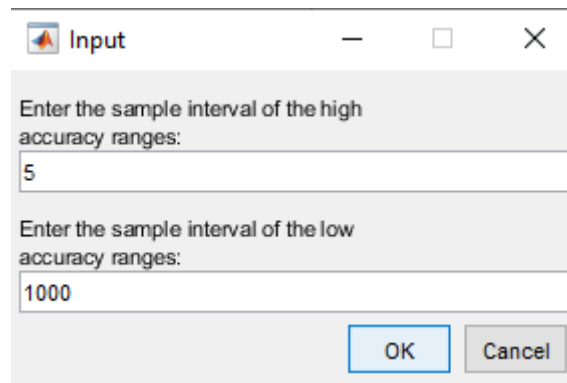 Input
Enter the sample interval of the high
accuracy ranges:
5
Enter the sample interval of the low
accuracy ranges:
1000
OK Cancel